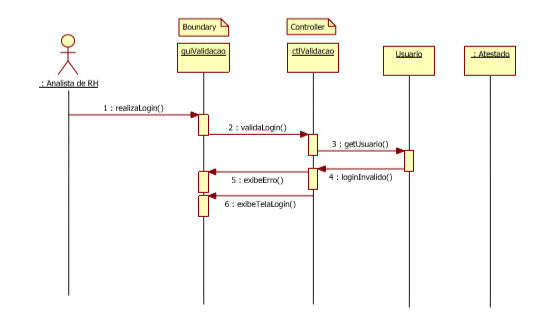 Boundary
Controller
guiValidacao
ctlValidacao
Usuario
: Atestado
: Analista de RH
1 : realizaLogin()
2 : validaLogin()
3 : getUsuario()
4 : loginInvalido()
5 : exibeErro()
6 : exibeTelaLogin()